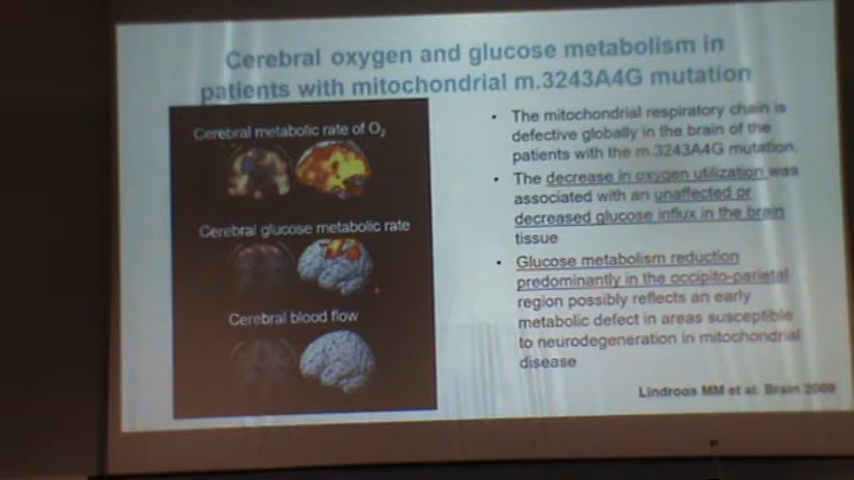 Cerebral oxygen and glucose metabolism in
patients with mitochondrial m.3243A4G mutation
Cerebral metabolic rate of O2
Cerebral glucose metabolic rate
Cerebral blood flow
• The mitochondrial respiratory chain is
defective globally in the brain of the
patients with the m.3243A4G mutation.
• The decrease in oxygen utilization was
associated with an unaffected or
decreased glucose influx in the brain
tissue
• Glucose metabolism reduction
predominantly in the occipito-parietal
region possibly reflects an early
metabolic defect in areas susceptible
to neurodegeneration in mitochondrial
disease
Lindroos MM et al. Brain 2009